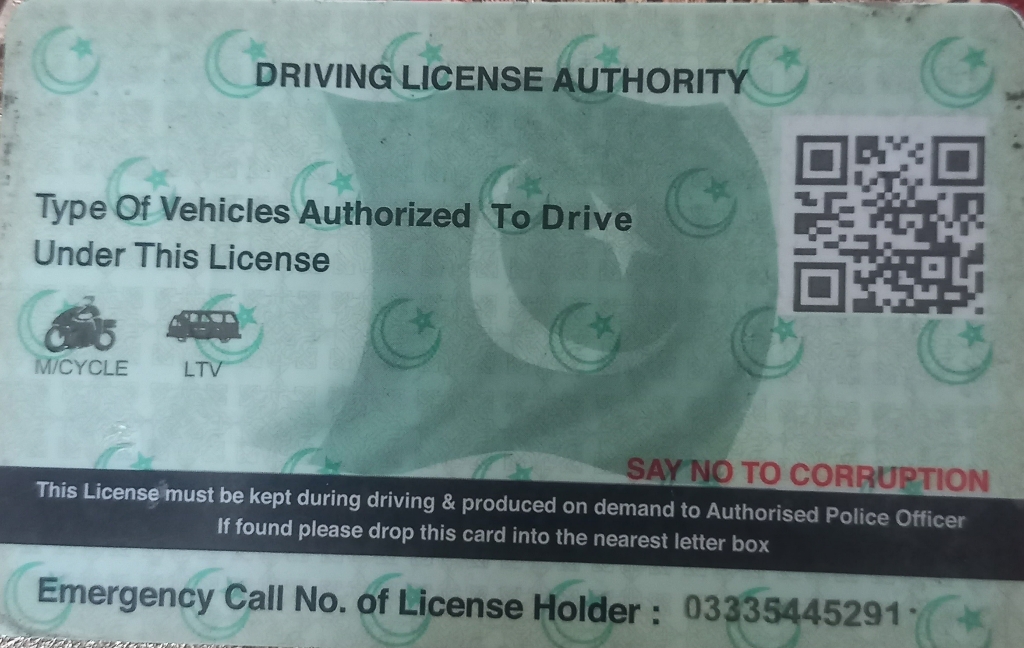 DRIVING LICENSE AUTHORITY
Type Of Vehicles Authorized To Drive
Under This License
M/CYCLE LTV
SAY NO TO CORRUPTION
This License must be kept during driving & produced on demand to Authorised Police Officer
If found please drop this card into the nearest letter box
Emergency Call No. of License Holder : 03335445291